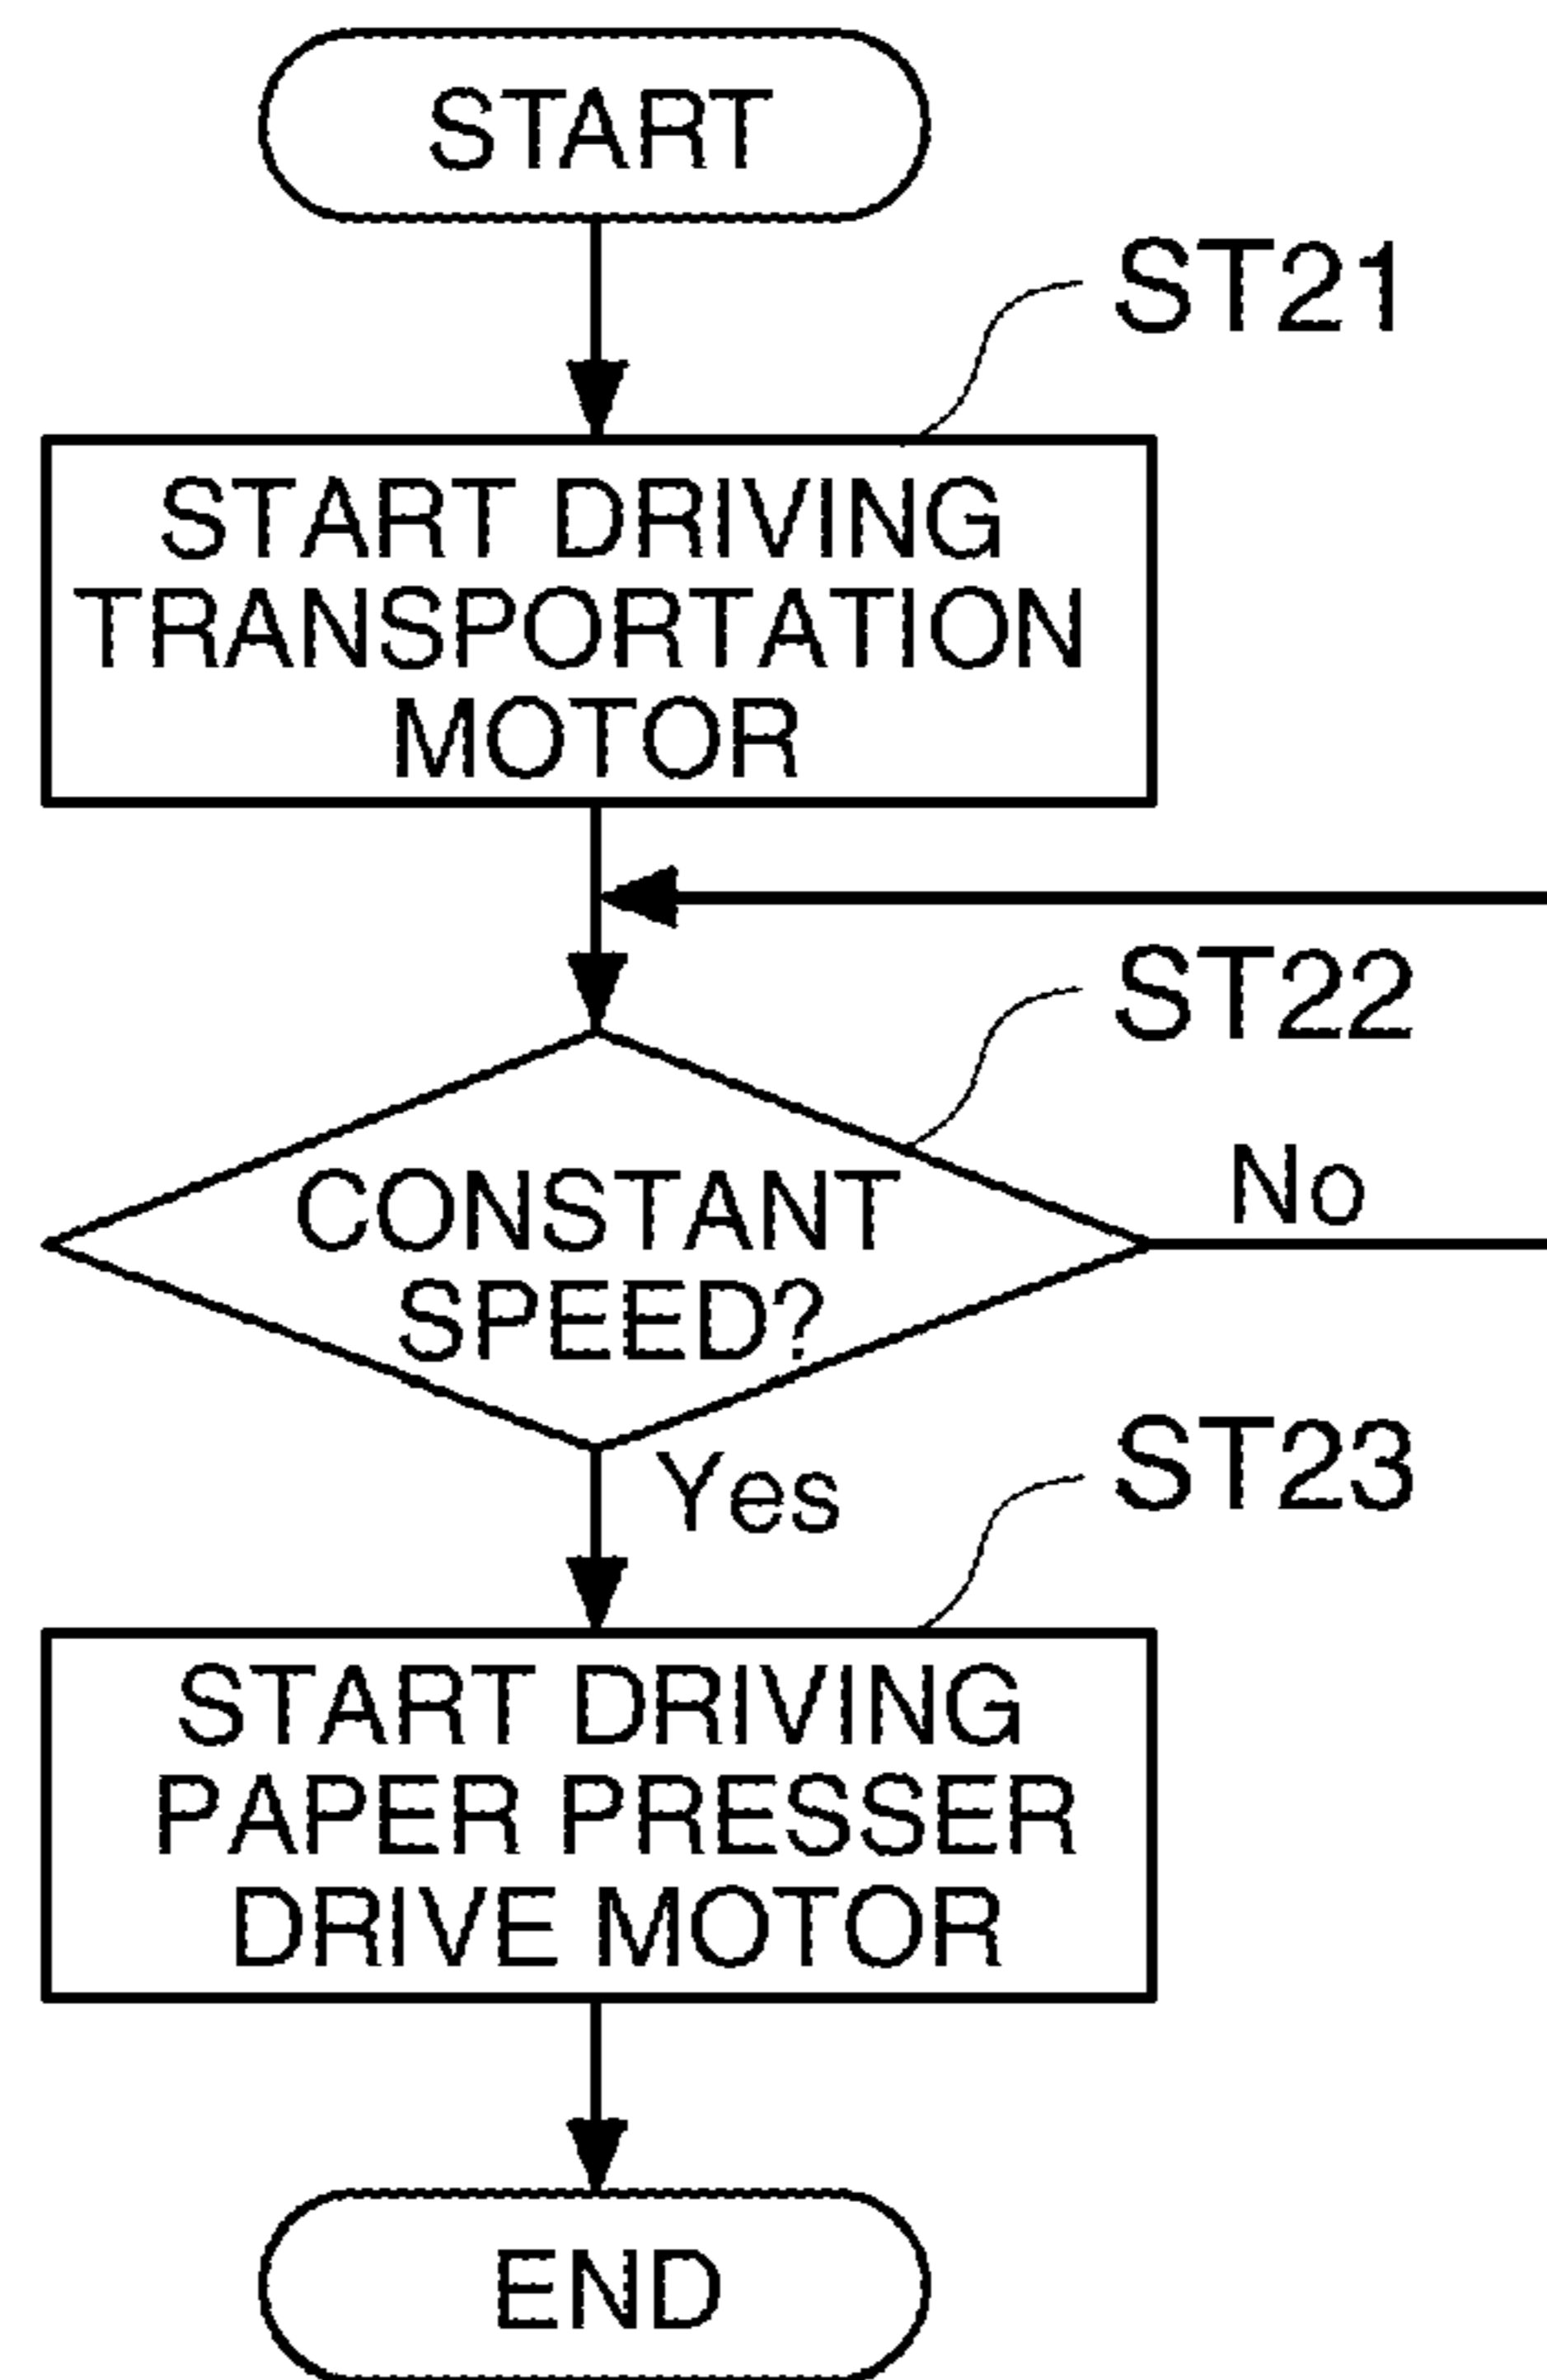 START
ST21
START DRIVING
TRANSPORTATION
MOTOR
ST22
CONSTANT
SPEED?
No
Yes
ST23
START DRIVING
PAPER PRESSER
DRIVE MOTOR
END